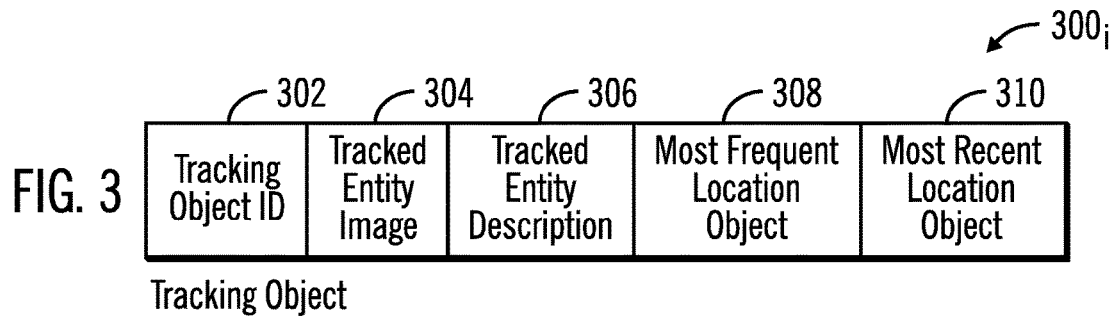 300i
302
304
306
308
310
FIG. 3
Tracking
Object ID
Tracked
Entity
Image
Tracked
Entity
Description
Most Frequent
Location
Object
Most Recent
Location
Object
Tracking Object